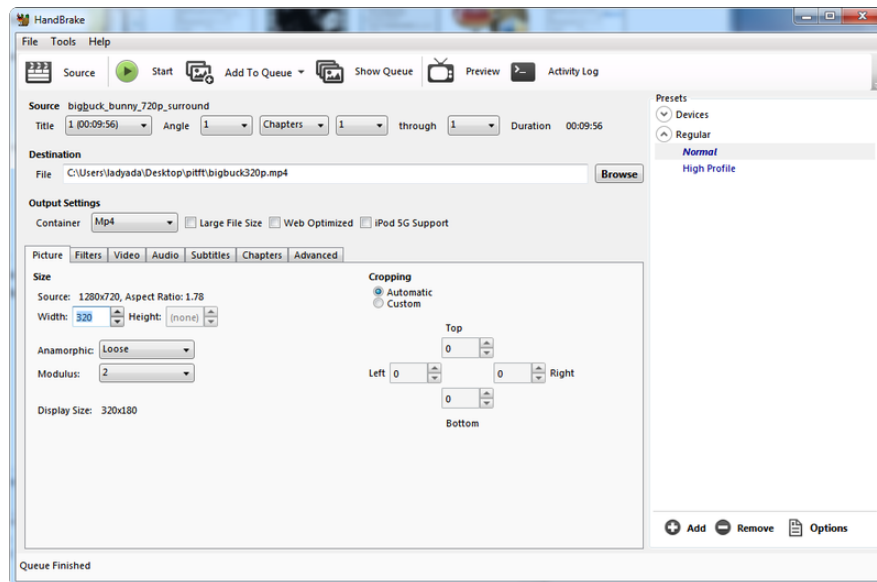 HandBrake
File Tools Help
Source Start Add To Queue Show Queue Preview Activity Log
Source bigbuck_bunny_720p_surround
Title 1 (00:09:56) Angle 1 Chapters 1 through 1 Duration 00:09:56
Destination
File C:\Users\ladyada\Desktop\pitft\bigbuck320p.mp4 Browse
Output Settings
Container Mp4 Large File Size Web Optimized iPod 5G Support
Picture Filters Video Audio Subtitles Chapters Advanced
Size
Source: 1280x720, Aspect Ratio: 1.78
Width: 320 Height: (none)
Anamorphic: Loose
Modulus: 2
Display Size: 320x180
Cropping
Automatic
Custom
Top
0
Left 0 0 Right
0
Bottom
Presets
Devices
Regular
Normal
High Profile
Add Remove Options
Queue Finished